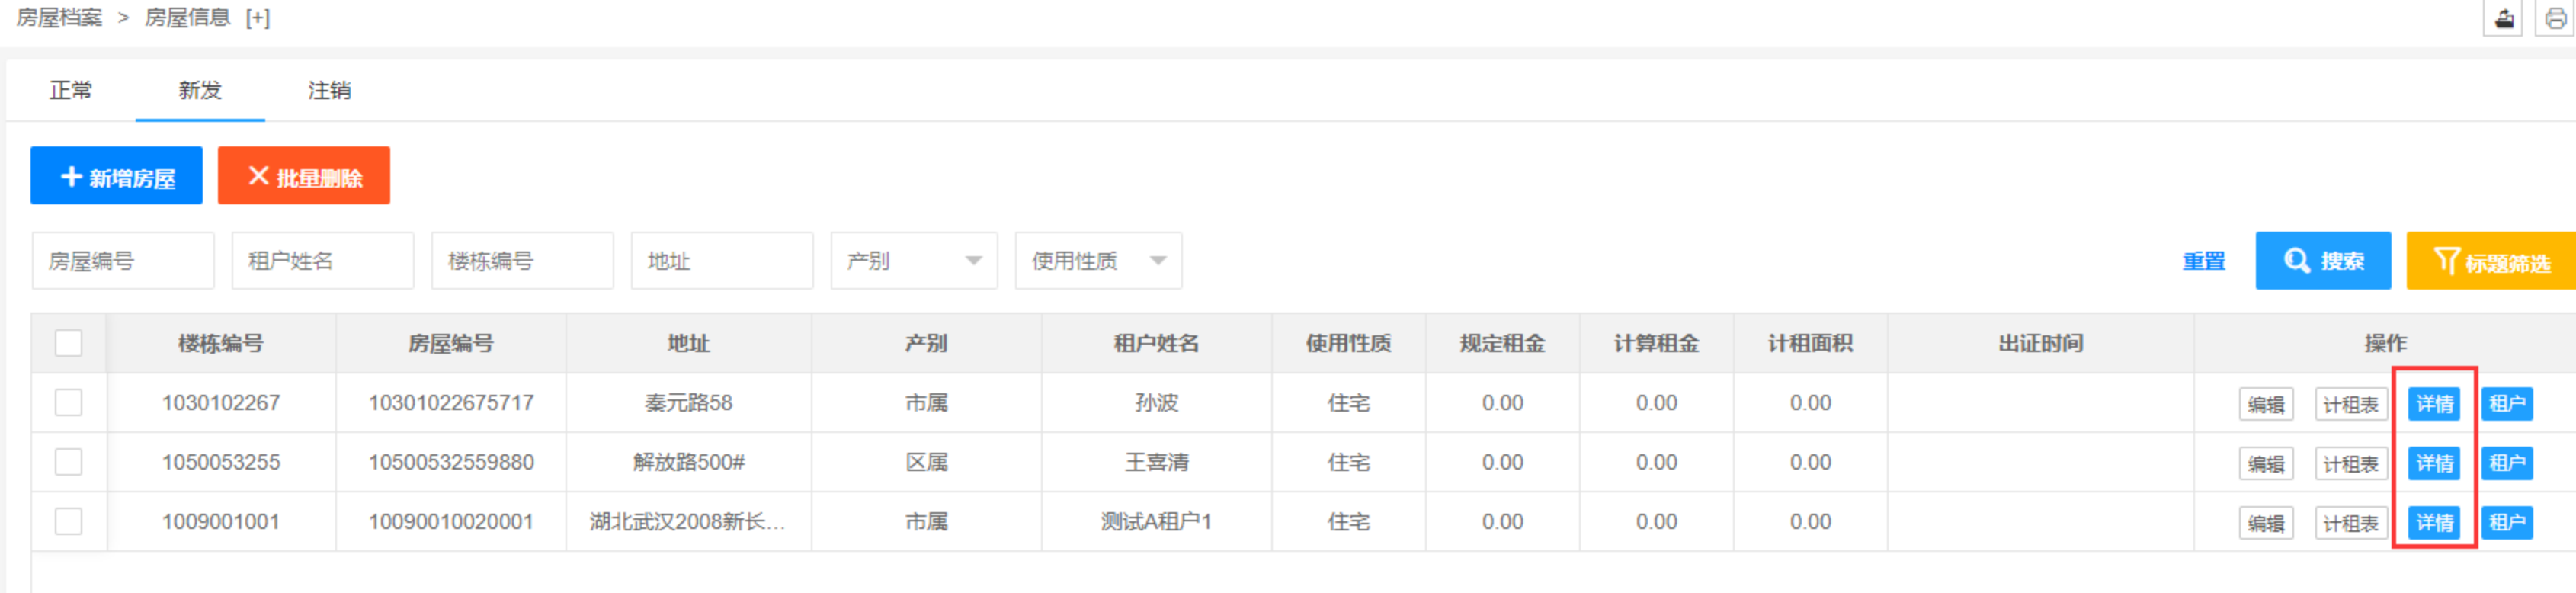 房屋档案 > 房屋信息 [+]
正常 新发 注销
新增房屋 批量删除
房屋编号 租户姓名 楼栋编号 地址 产别 使用性质 重置 搜索 标题筛选
楼栋编号 房屋编号 地址 产别 租户姓名 使用性质 规定租金 计算租金 计租面积 出证时间 操作
1030102267 10301022675717 秦元路58 市属 孙波 住宅 0.00 0.00 0.00 编辑 计租表 详情 租户
1050053255 10500532559880 解放路500# 区属 王喜清 住宅 0.00 0.00 0.00 编辑 计租表 详情 租户
1009001001 10090010020001 湖北武汉2008新长... 市属 测试A租户1 住宅 0.00 0.00 0.00 编辑 计租表 详情 租户